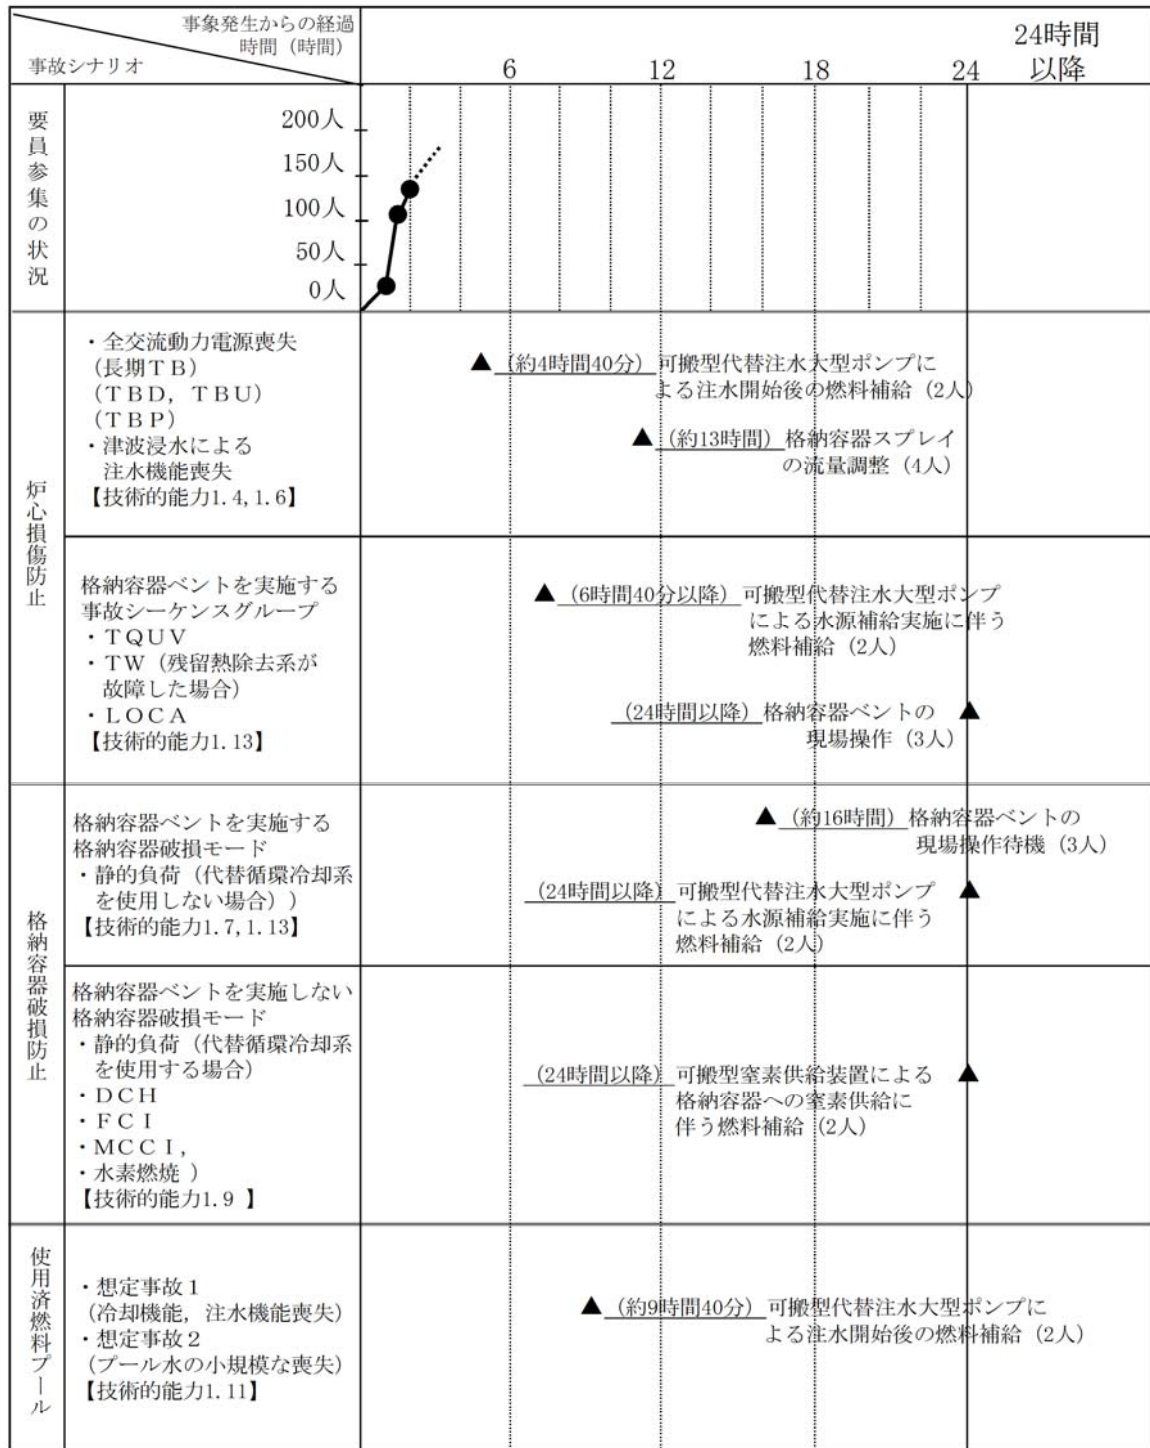 事象発生からの経過
時間（時間）
事故シナリオ
6
12
18
24
24時間
以降
要員参集の状況
200人
150人
100人
50人
0人
炉心損傷防止
・全交流動力電源喪失
（長期ＴＢ）
（ＴＢＤ，ＴＢＵ）
（ＴＢＰ）
・津波浸水による
注水機能喪失
【技術的能力1.4,1.6】
▲（約4時間40分）可搬型代替注水大型ポンプに
よる注水開始後の燃料補給（2人）
▲（約13時間）格納容器スプレイ
の流量調整（4人）
格納容器ベントを実施する
事故シーケンスグループ
・ＴＱＵＶ
・ＴＷ（残留熱除去系が
故障した場合）
・ＬＯＣＡ
【技術的能力1.13】
▲（6時間40分以降）可搬型代替注水大型ポンプ
による水源補給実施に伴う
燃料補給（2人）
（24時間以降）格納容器ベントの ▲
現場操作（3人）
格納容器破損防止
格納容器ベントを実施する
格納容器破損モード
・静的負荷（代替循環冷却系
を使用しない場合））
【技術的能力1.7,1.13】
▲（約16時間）格納容器ベントの
現場操作待機（3人）
（24時間以降）可搬型代替注水大型ポンプ ▲
による水源補給実施に伴う
燃料補給（2人）
格納容器ベントを実施しない
格納容器破損モード
・静的負荷（代替循環冷却系
を使用する場合）
・ＤＣＨ
・ＦＣＩ
・ＭＣＣＩ，
・水素燃焼 ）
【技術的能力1.9 】
（24時間以降）可搬型窒素供給装置による ▲
格納容器への窒素供給に
伴う燃料補給（2人）
使用済燃料プール
・想定事故１
（冷却機能，注水機能喪失）
・想定事故２
（プール水の小規模な喪失）
【技術的能力1.11】
▲（約9時間40分）可搬型代替注水大型ポンプに
よる注水開始後の燃料補給（2人）